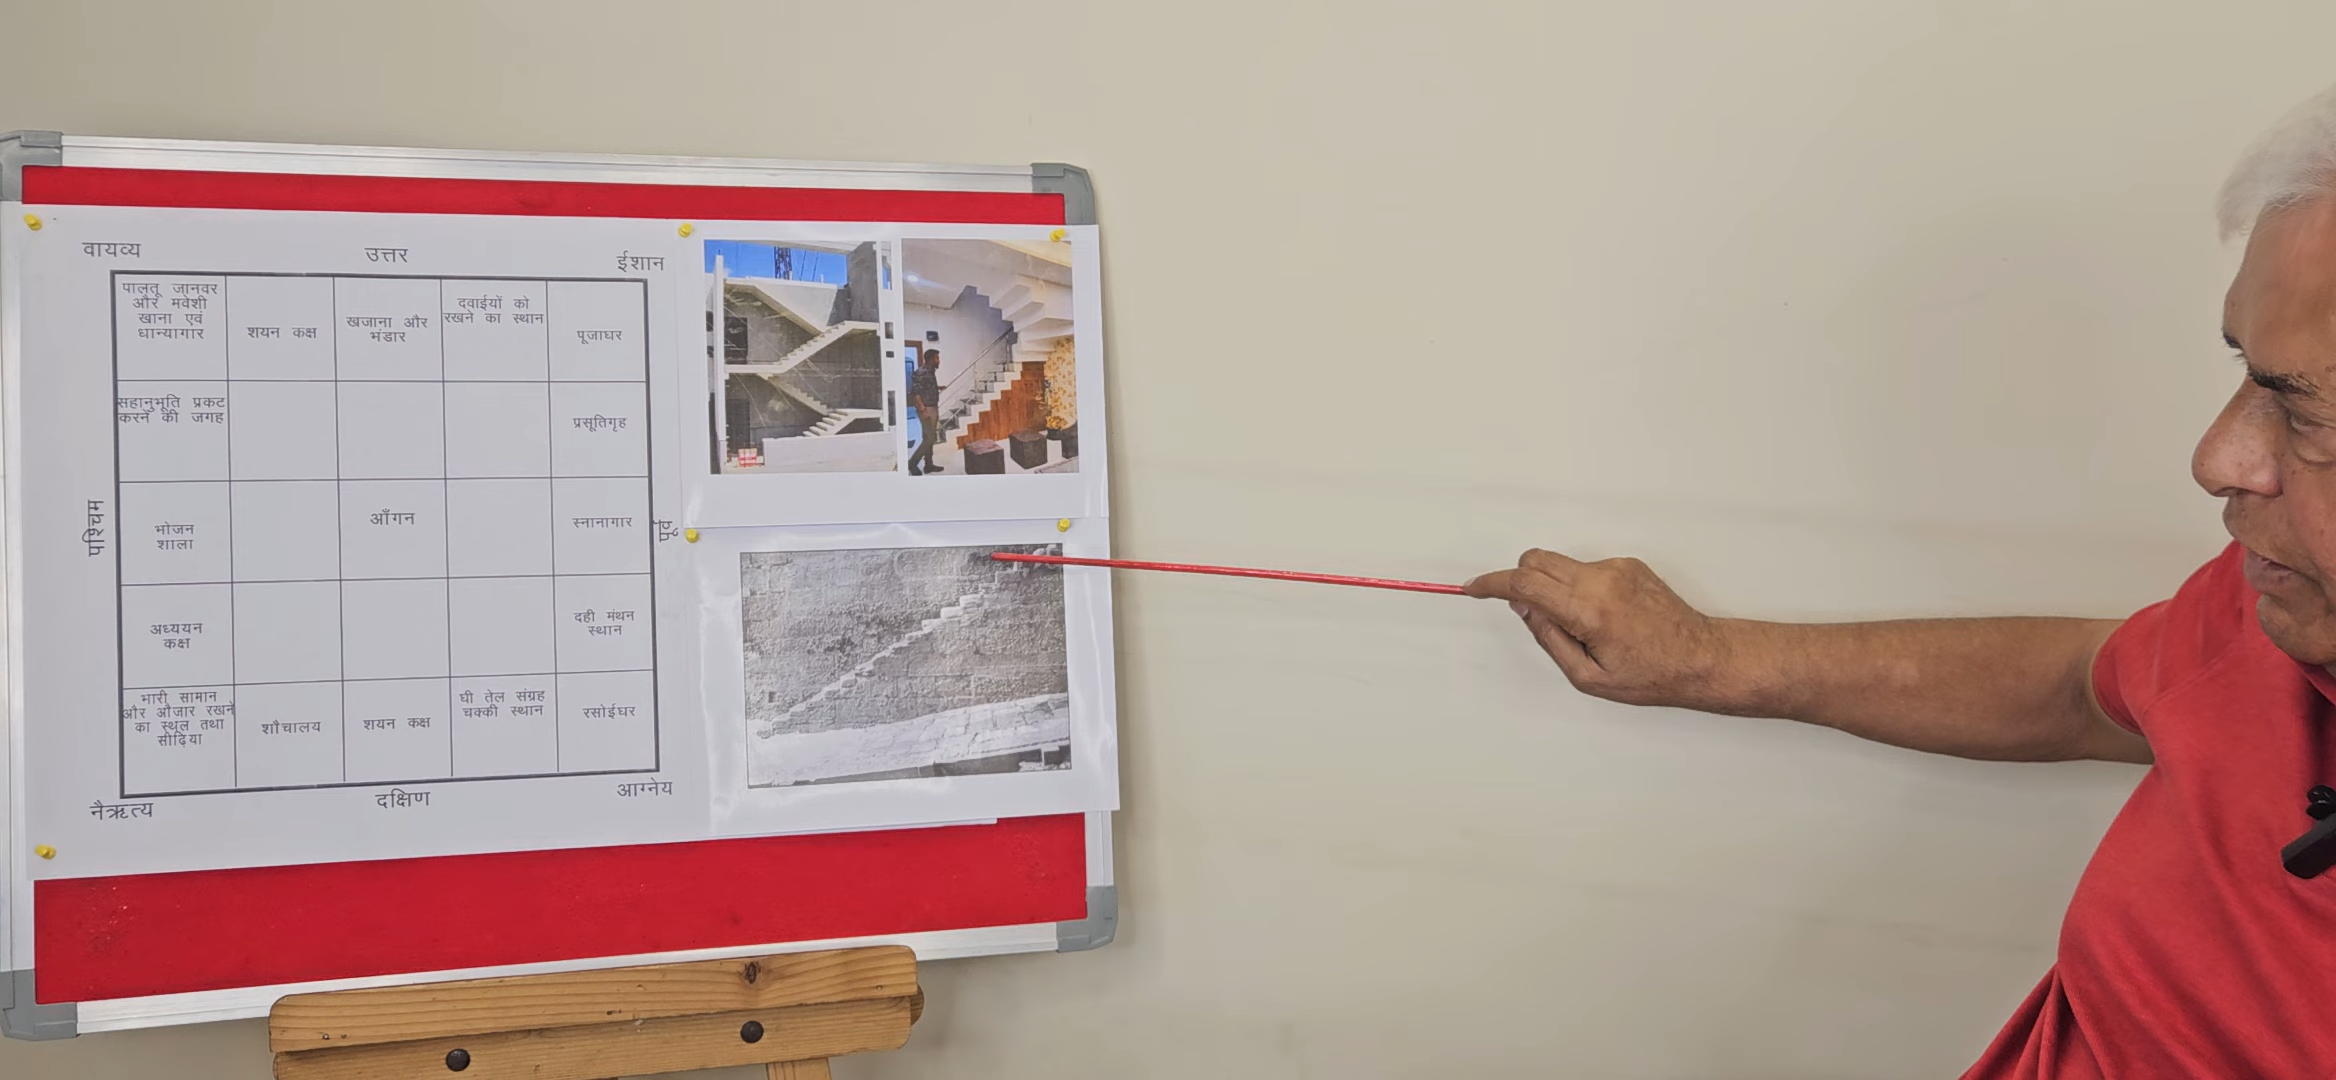 वायव्य
उत्तर
ईशान
पालतू जानवर
और मवेशी
खाना एवं
धान्यागार
शयन कक्ष
खजाना और
भंडार
दवाईयों को
रखने का स्थान
पूजाघर
सहानुभूति प्रकट
करने की जगह
प्रसूतिगृह
पश्चिम
भोजन
शाला
आँगन
स्नानागार
पूर्व
अध्ययन
कक्ष
दही मंथन
स्थान
भारी सामान
और औजार रखने
का स्थूल तथा
सीढ़िया
शौचालय
शयन कक्ष
घी तेल संग्रह
चक्की स्थान
रसोईघर
नैऋत्य
दक्षिण
आग्नेय